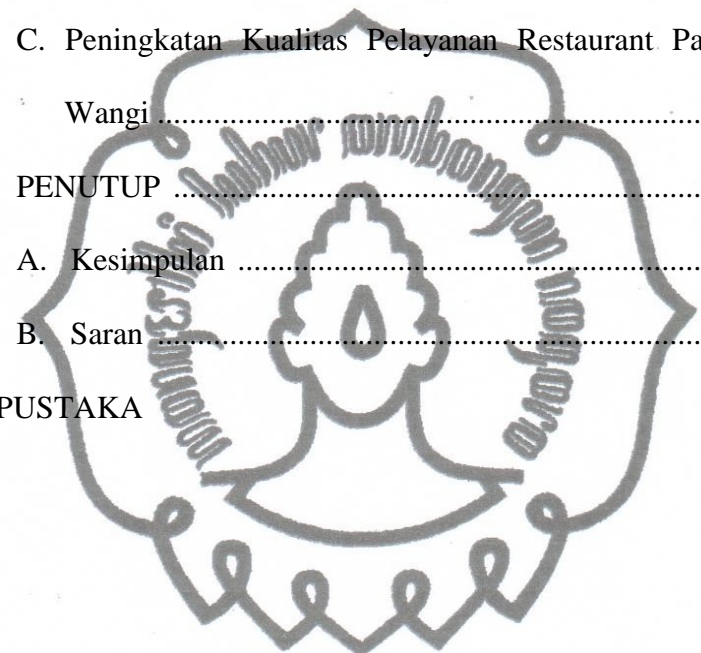 C. Peningkatan Kualitas Pelayanan Restaurant Pa
Wangi ..........................................................................
PENUTUP ........................................................................
A. Kesimpulan ..............................................................
B. Saran ..........................................................................
PUSTAKA